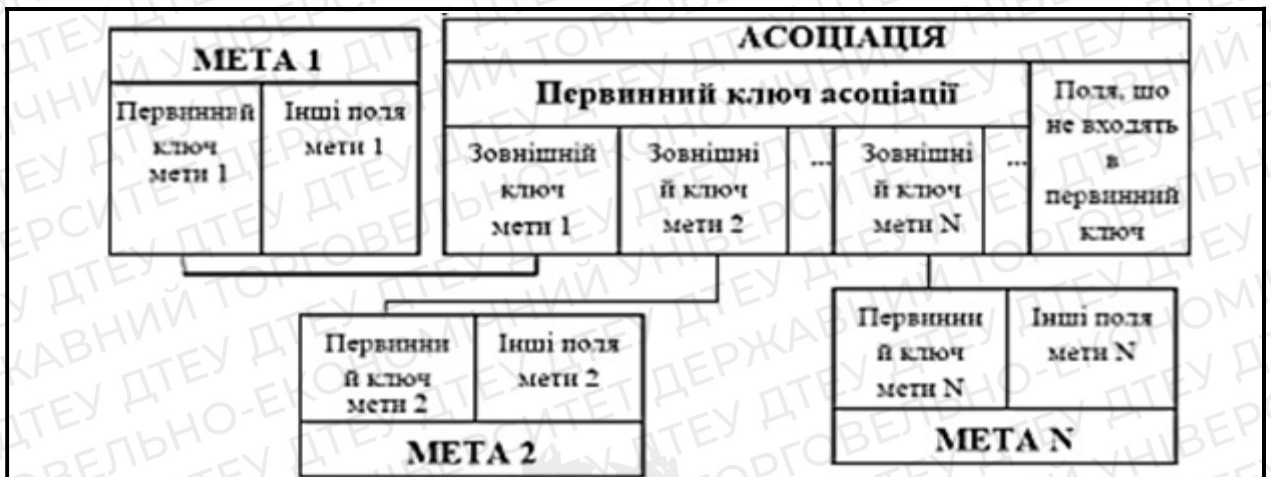 МЕТА 1
Первинний
ключ
мети 1
Інші поля
мети 1
АСОЦІАЦІЯ
Первинний ключ асоціації
Зовнішній
ключ
мети 1
Зовнішні
й ключ
мети 2
...
Зовнішні
й ключ
мети N
...
Поля, що
не входять
в
первинний
ключ
Первинни
й ключ
мети 2
Інші поля
мети 2
МЕТА 2
Первинни
й ключ
мети N
Інші поля
мети N
МЕТА N